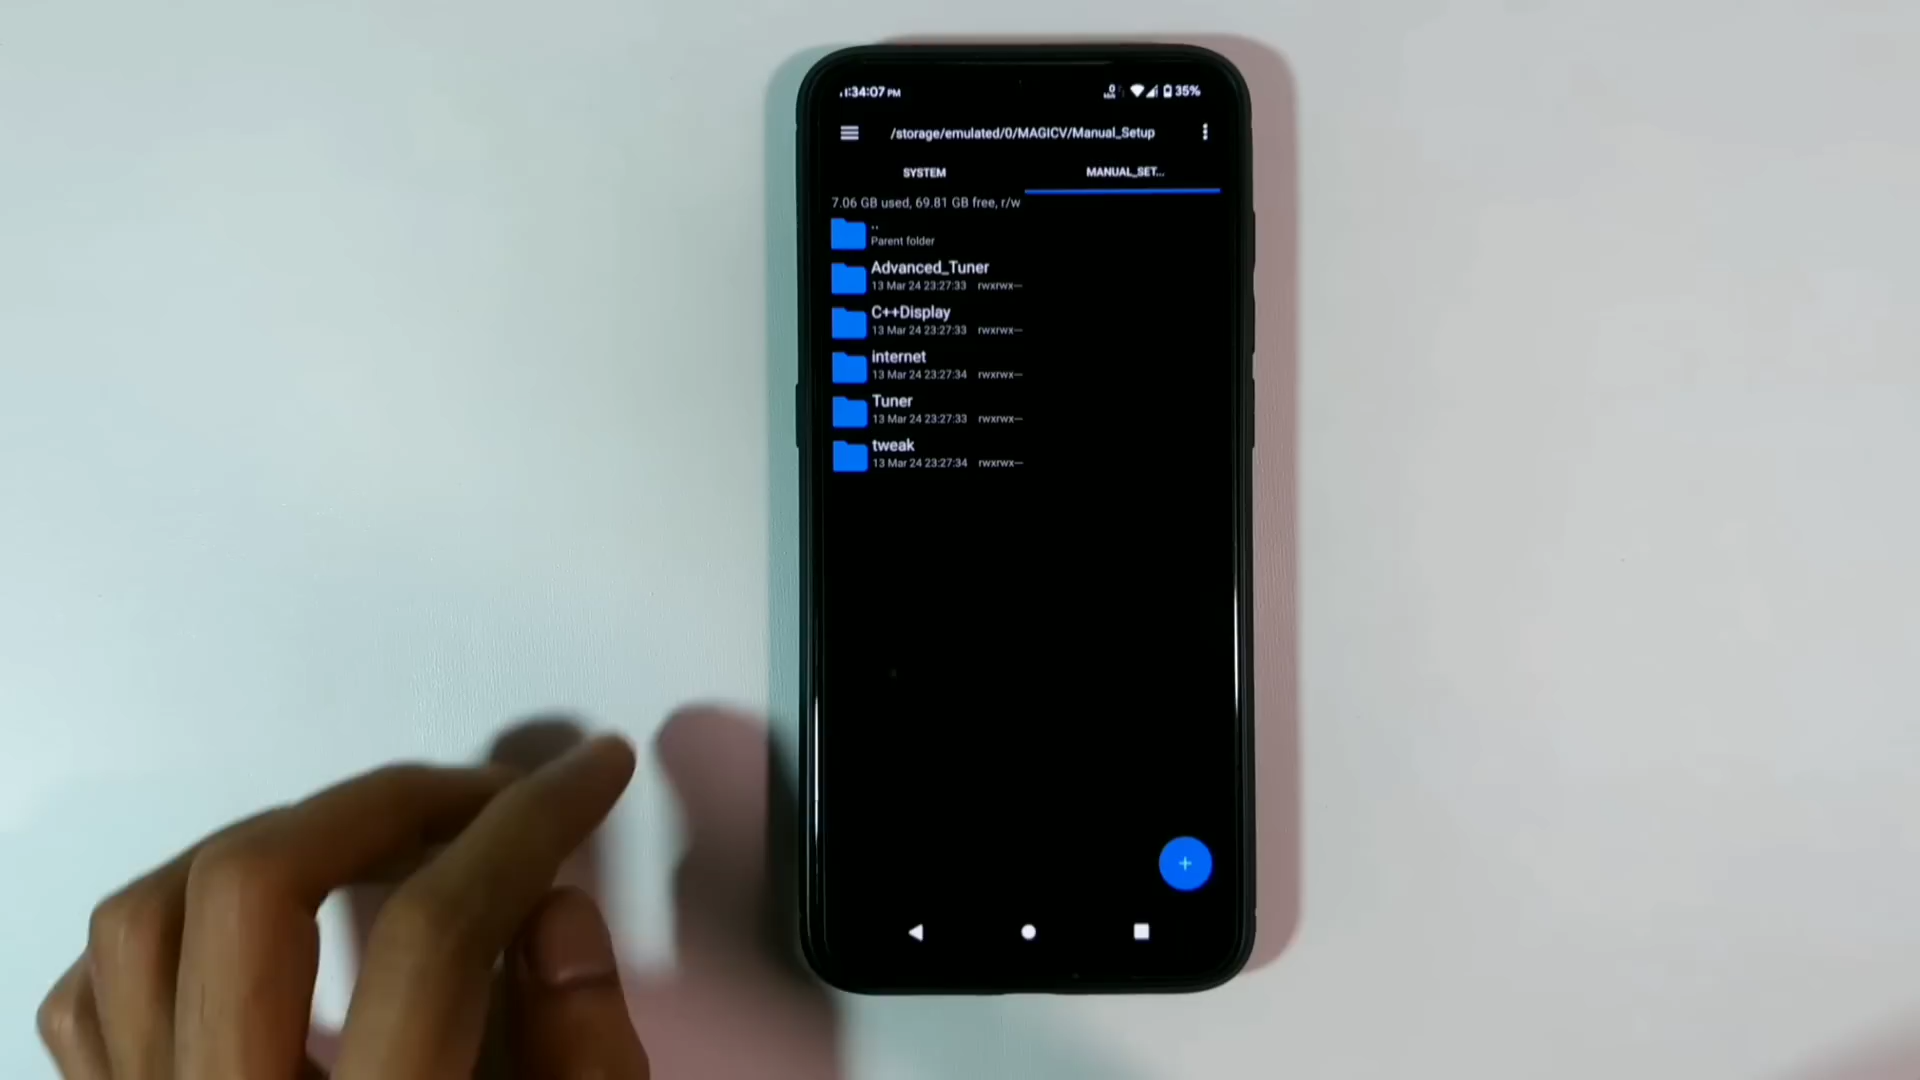 1:34:07 PM 35%
/storage/emulated/0/MAGICV/Manual_Setup
SYSTEM MANUAL_SET...
7.06 GB used, 69.81 GB free, r/w
..
Parent folder
Advanced_Tuner
13 Mar 24 23:27:33 rwxrwx---
C++Display
13 Mar 24 23:27:33 rwxrwx---
internet
13 Mar 24 23:27:34 rwxrwx---
Tuner
13 Mar 24 23:27:33 rwxrwx---
tweak
13 Mar 24 23:27:34 rwxrwx---